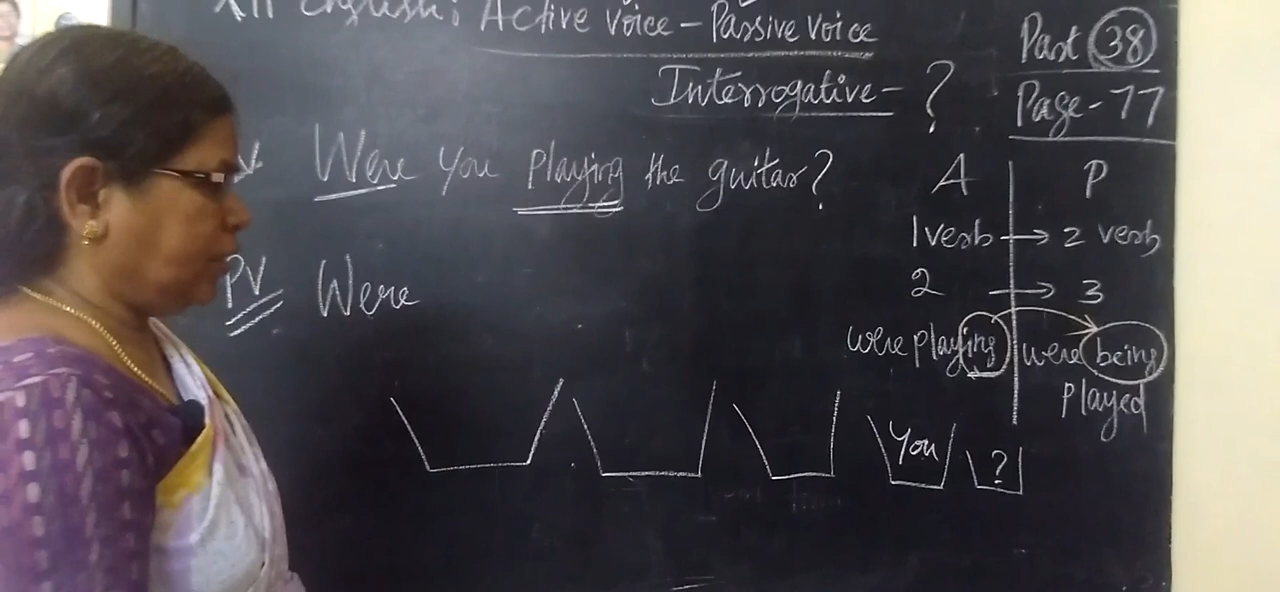 XII English: Active Voice - Passive Voice
Interrogative - ?
Part 38
Page - 77
V. Were you playing the guitar?
PV Were
A P
1 verb → 2 verb
2 → 3
were playing were being
played
You ?